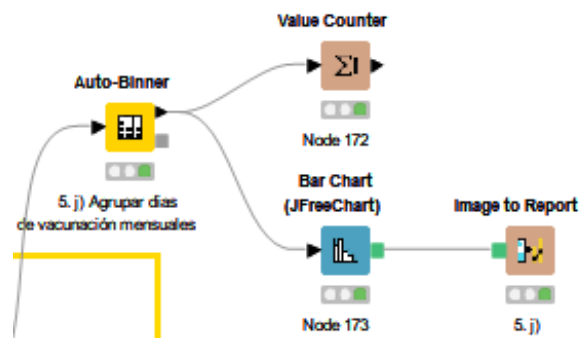 Value Counter
Σ
Node 172
Auto-Binner
5. j) Agrupar dias
de vacunación mensuales
Bar Chart
(JFreeChart)
Node 173
Image to Report
5. j)